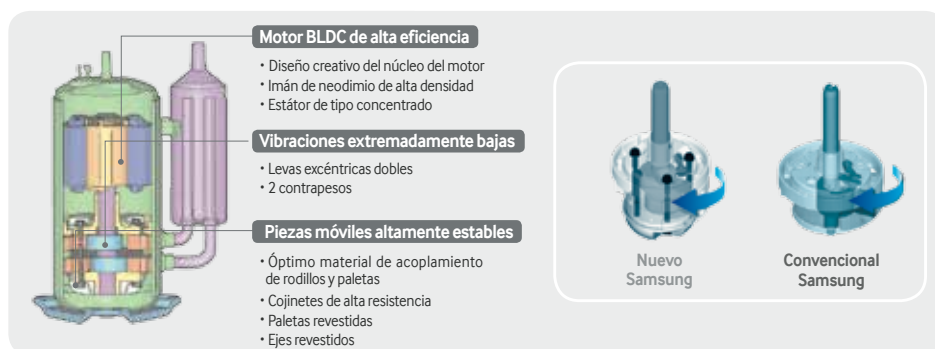 Motor BLDC de alta eficiencia
• Diseño creativo del núcleo del motor
• Imán de neodimio de alta densidad
• Estátor de tipo concentrado
Vibraciones extremadamente bajas
• Levas excéntricas dobles
• 2 contrapesos
Piezas móviles altamente estables
• Óptimo material de acoplamiento
de rodillos y paletas
• Cojinetes de alta resistencia
• Paletas revestidas
• Ejes revestidos
Nuevo
Samsung
Convencional
Samsung